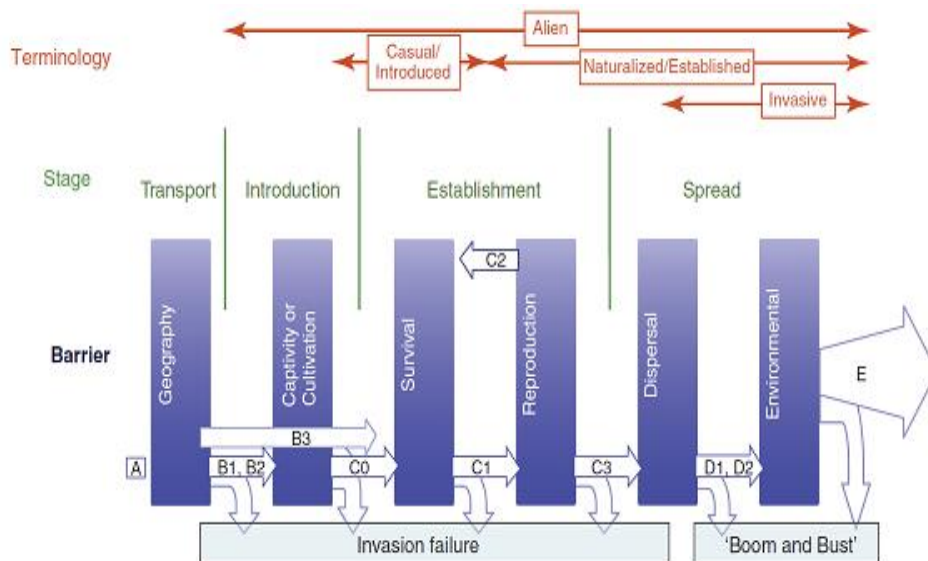 Alien
Terminology
Casual/
Introduced
Naturalized/Established
Invasive
Stage
Transport
Introduction
Establishment
Spread
C2
Barrier
Geography
Captivity or
Cultivation
Survival
Reproduction
Dispersal
Environmental
E
B3
A
B1, B2
C0
C1
C3
D1, D2
Invasion failure
'Boom and Bust'